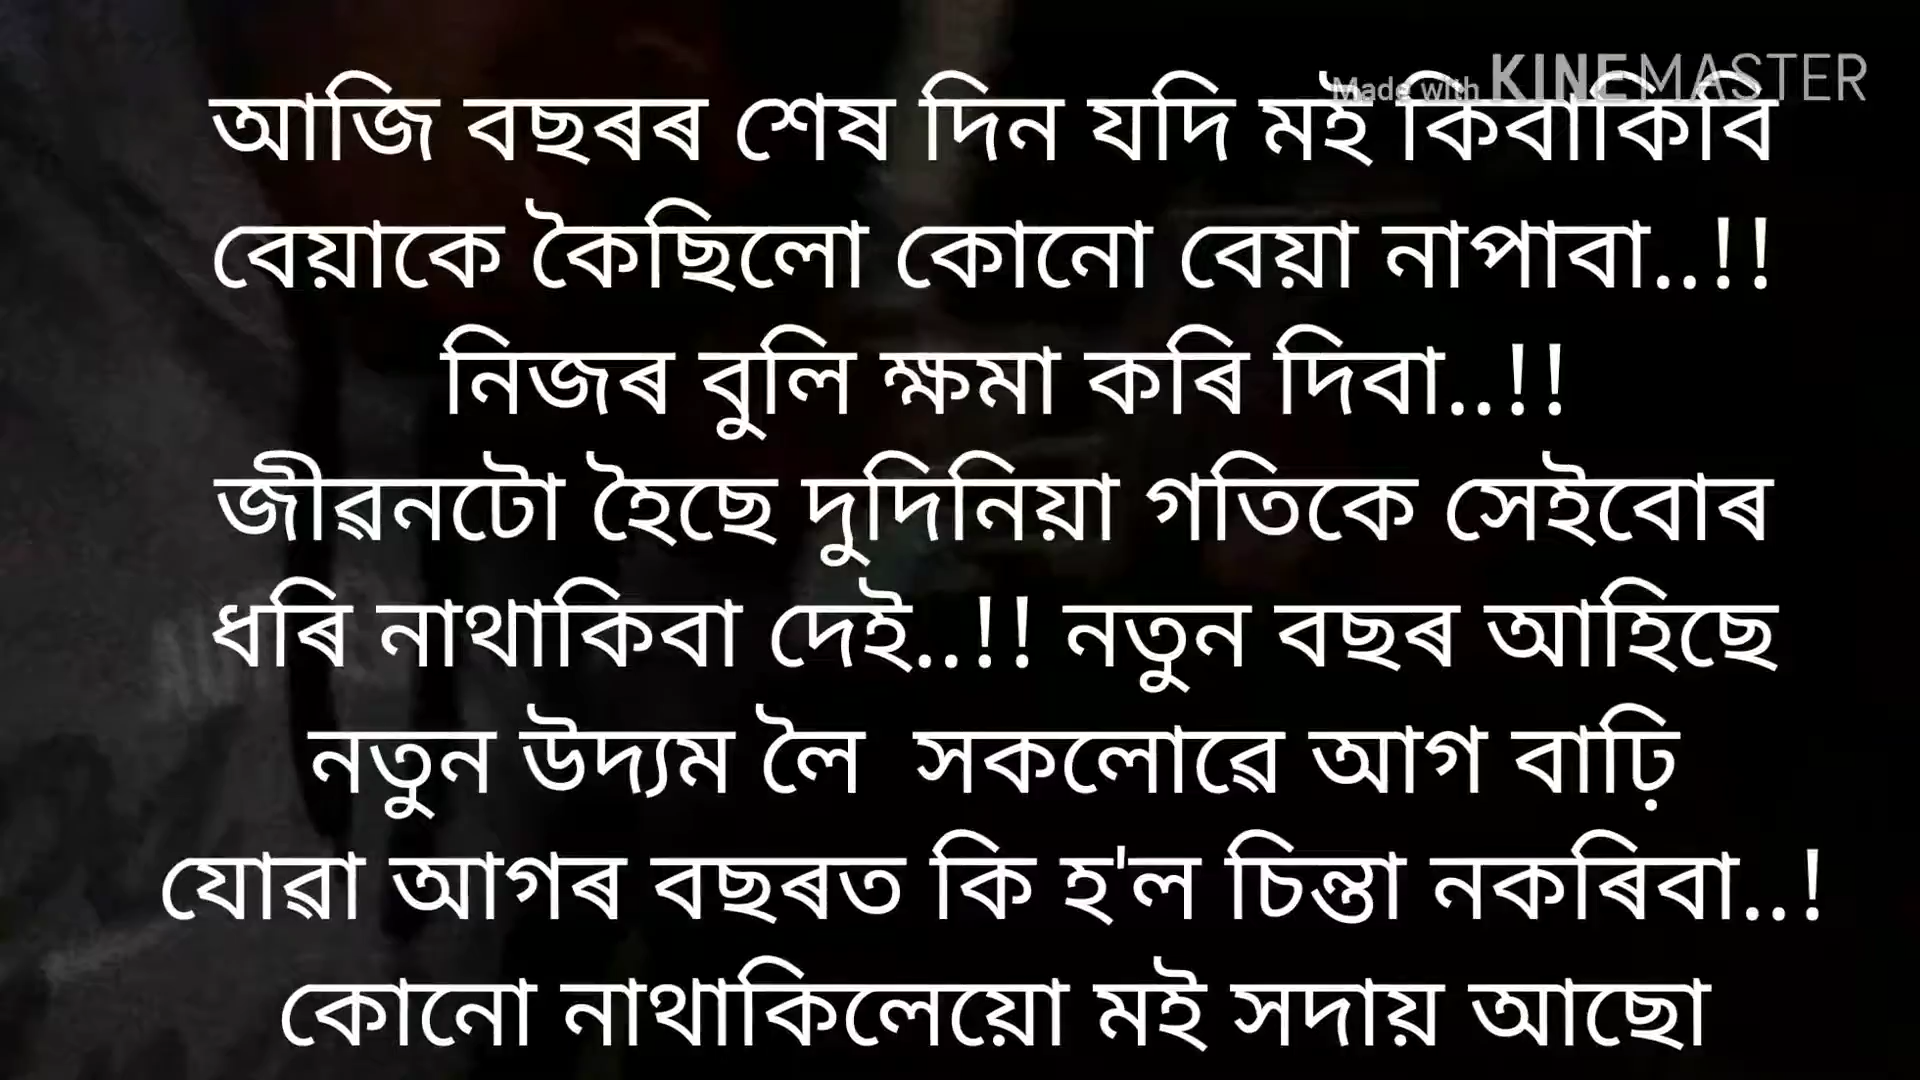 Made with KINEMASTER
আজি বছৰৰ শেষ দিন যদি মই কিবাকিবি
বেয়াকে কৈছিলো কোনো বেয়া নাপাবা..!!
নিজৰ বুলি ক্ষমা কৰি দিবা..!!
জীৱনটো হৈছে দুদিনিয়া গতিকে সেইবোৰ
ধৰি নাথাকিবা দেই..!! নতুন বছৰ আহিছে
নতুন উদ্যম লৈ  সকলোৱে আগ বাঢ়ি
যোৱা আগৰ বছৰত কি হ'ল চিন্তা নকৰিবা..!
কোনো নাথাকিলেয়ো মই সদায় আছো